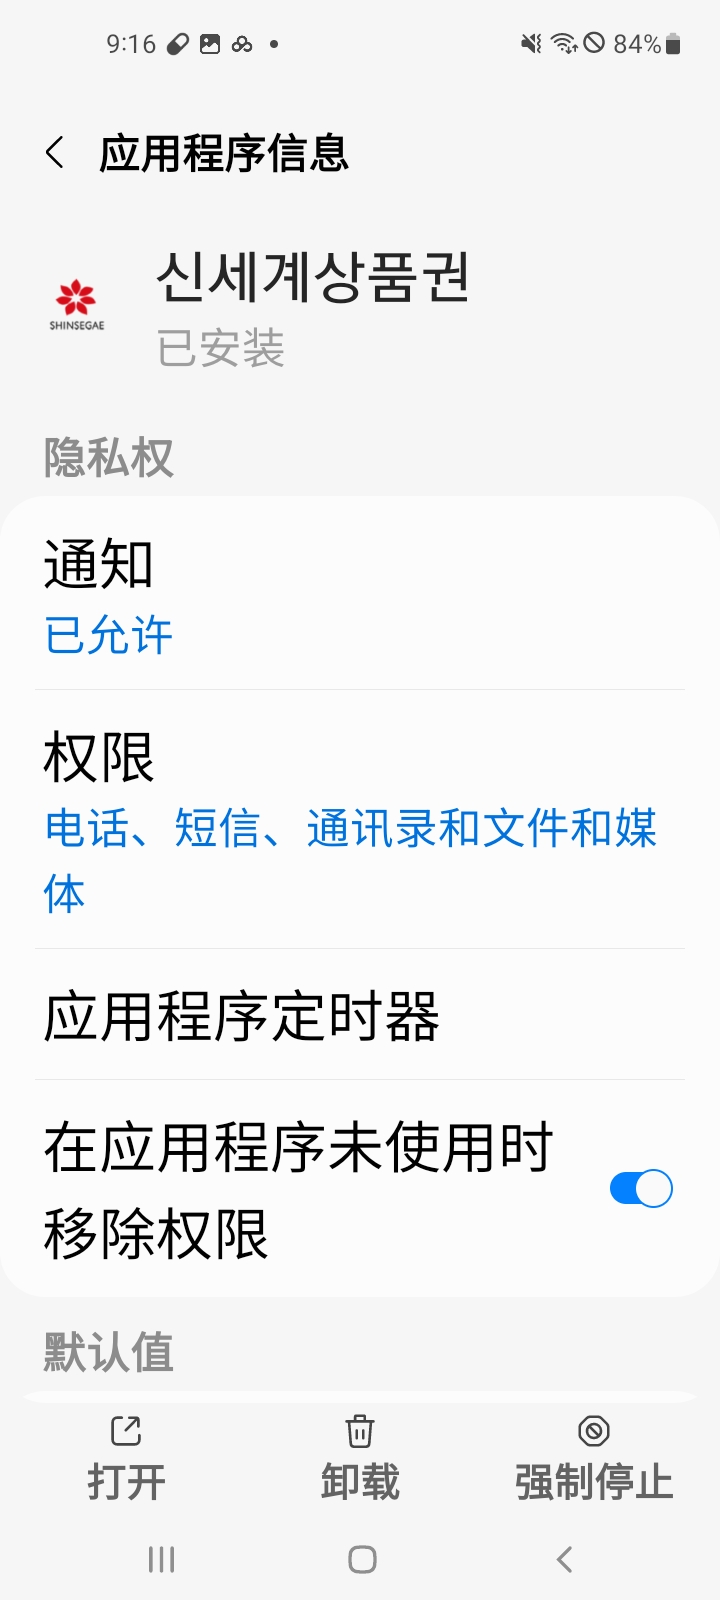 9:16
84%
应用程序信息
신세계상품권
SHINSEGAE
已安装
隐私权
通知
已允许
权限
电话、短信、通讯录和文件和媒
体
应用程序定时器
在应用程序未使用时
移除权限
默认值
打开
卸载
强制停止